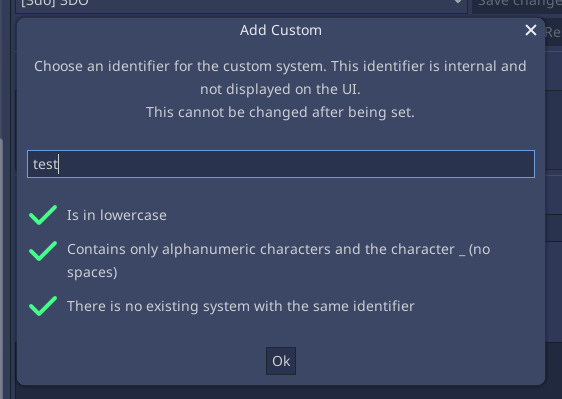 [Sdo] SDO
Save changes
Add Custom
Re
Choose an identifier for the custom system. This identifier is internal and
not displayed on the UI.
This cannot be changed after being set.
test
Is in lowercase
Contains only alphanumeric characters and the character _ (no
spaces)
There is no existing system with the same identifier
Ok